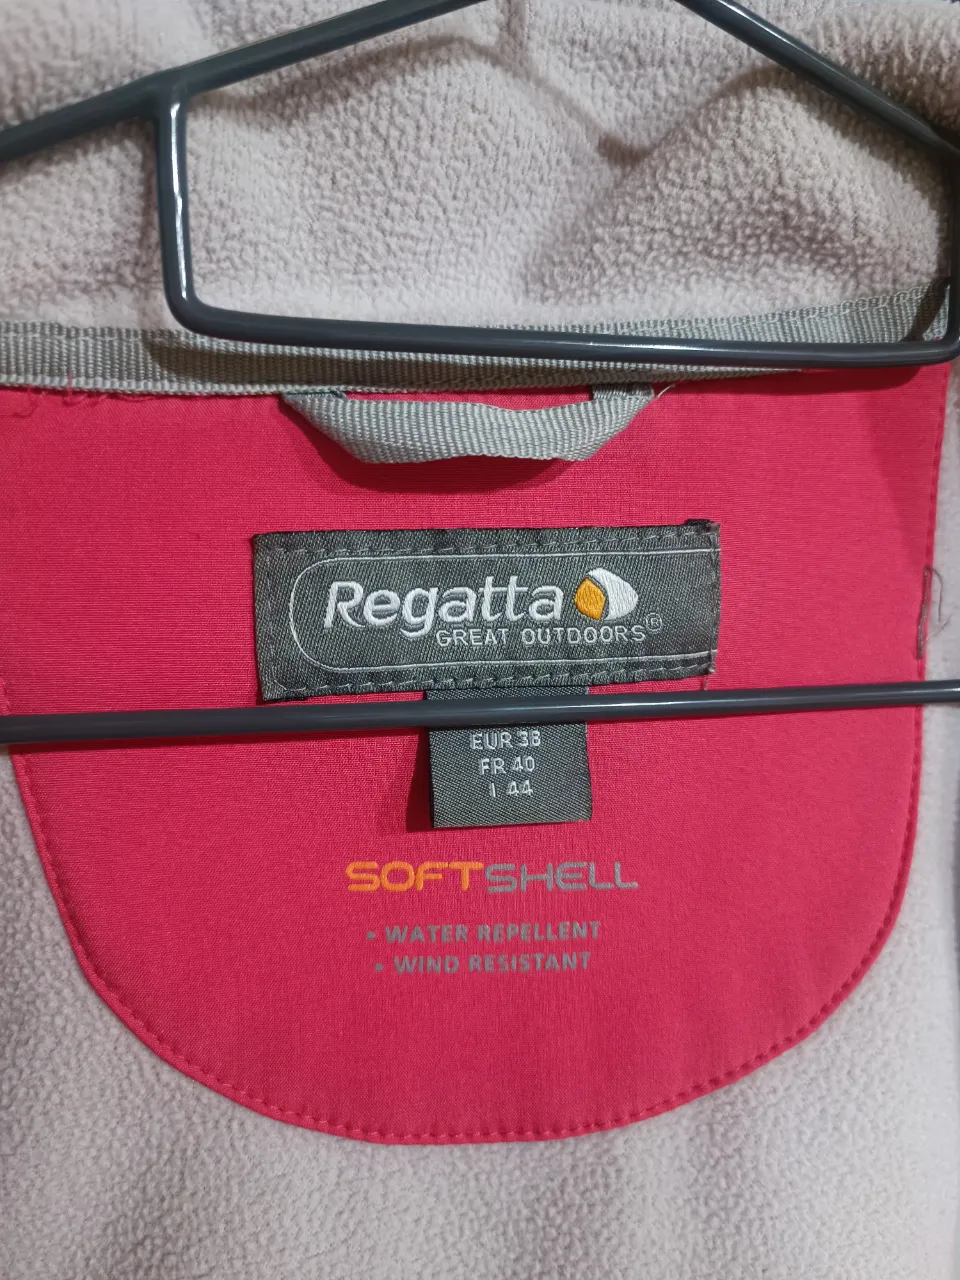 Regatta
GREAT OUTDOORS®
EUR 38
FR 40
I 44
SOFTSHELL
• WATER REPELLENT
• WIND RESISTANT